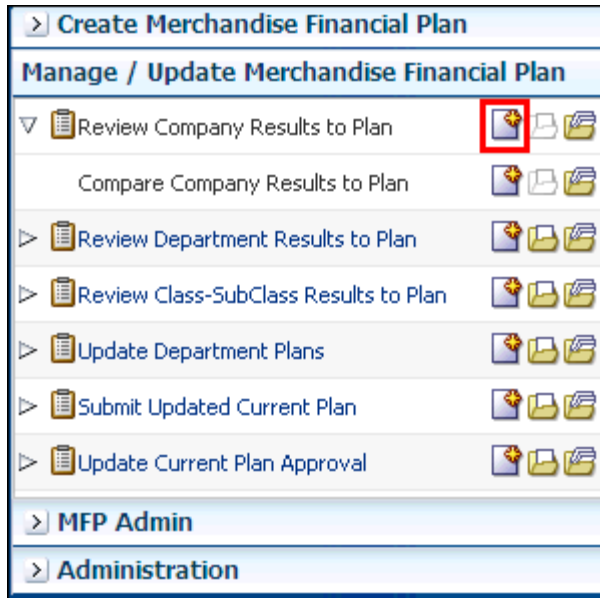 Create Merchandise Financial Plan
Manage / Update Merchandise Financial Plan
Review Company Results to Plan
Compare Company Results to Plan
Review Department Results to Plan
Review Class-SubClass Results to Plan
Update Department Plans
Submit Updated Current Plan
Update Current Plan Approval
MFP Admin
Administration